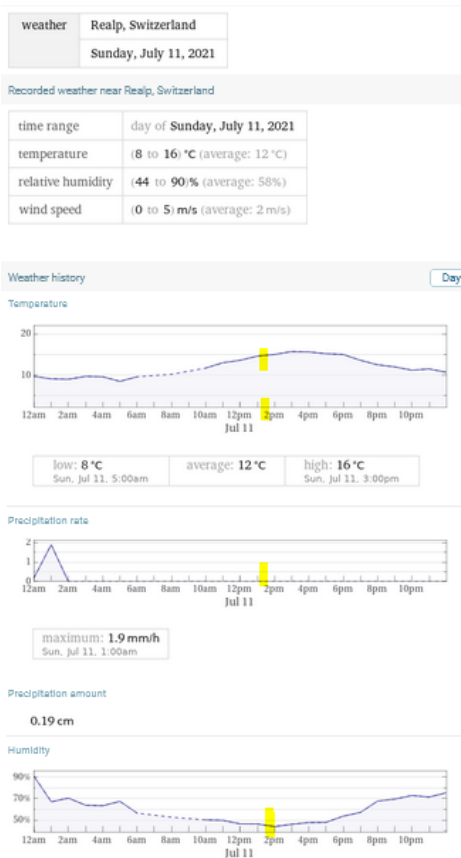 weather Realp, Switzerland
Sunday, July 11, 2021
Recorded weather near Realp, Switzerland
time range day of Sunday, July 11, 2021
temperature (8 to 16) °C (average: 12 °C)
relative humidity (44 to 90)% (average: 58%)
wind speed (0 to 5) m/s (average: 2 m/s)
Weather history Day
Temperature
20
10
12am 2am 4am 6am 8am 10am 12pm 2pm 4pm 6pm 8pm 10pm
Jul 11
low: 8 °C average: 12 °C high: 16 °C
Sun, Jul 11, 5:00am Sun, Jul 11, 3:00pm
Precipitation rate
2
1
0
12am 2am 4am 6am 8am 10am 12pm 2pm 4pm 6pm 8pm 10pm
Jul 11
maximum: 1.9 mm/h
Sun, Jul 11, 1:00am
Precipitation amount
0.19 cm
Humidity
90%
70%
50%
12am 2am 4am 6am 8am 10am 12pm 2pm 4pm 6pm 8pm 10pm
Jul 11